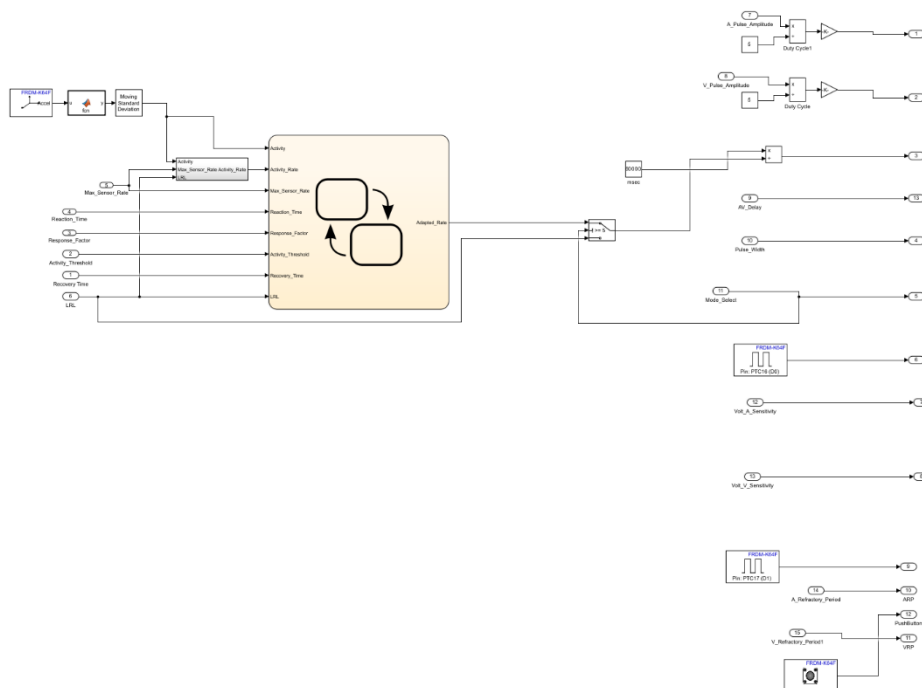 7
A_Pulse_Amplitude
5
Duty Cycle1
1
8
V_Pulse_Amplitude
5
Duty Cycle
2
FRDM-K64F
Accel
u
fcn
y
Moving
Standard
Deviation
Activity
Max_Sensor_Rate Activity_Rate
LRL
5
Max_Sensor_Rate
4
Reaction_Time
3
Response_Factor
2
Activity_Threshold
1
Recovery Time
6
LRL
Activity
Activity_Rate
Max_Sensor_Rate
Reaction_Time
Response_Factor
Activity_Threshold
Recovery_Time
LRL
Adapted_Rate
msec
3
9
AV_Delay
13
10
Pulse_Width
4
11
Mode_Select
5
FRDM-K64F
Pin: PTC16 (D0)
6
12
Volt_A_Sensitivity
13
Volt_V_Sensitivity
FRDM-K64F
Pin: PTC17 (D1)
9
14
A_Refractory_Period
10
ARP
12
PushButton
15
V_Refractory_Period1
11
VRP
FRDM-K64F